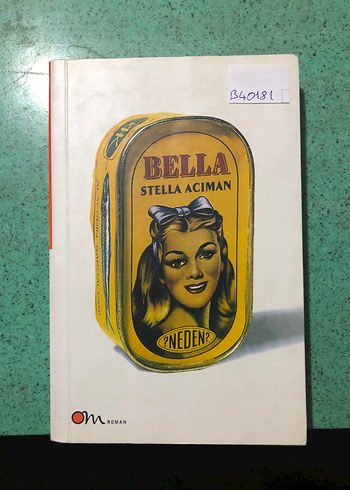 B40181
BELLA
STELLA ACIMAN
?NEDEN?
Om ROMAN